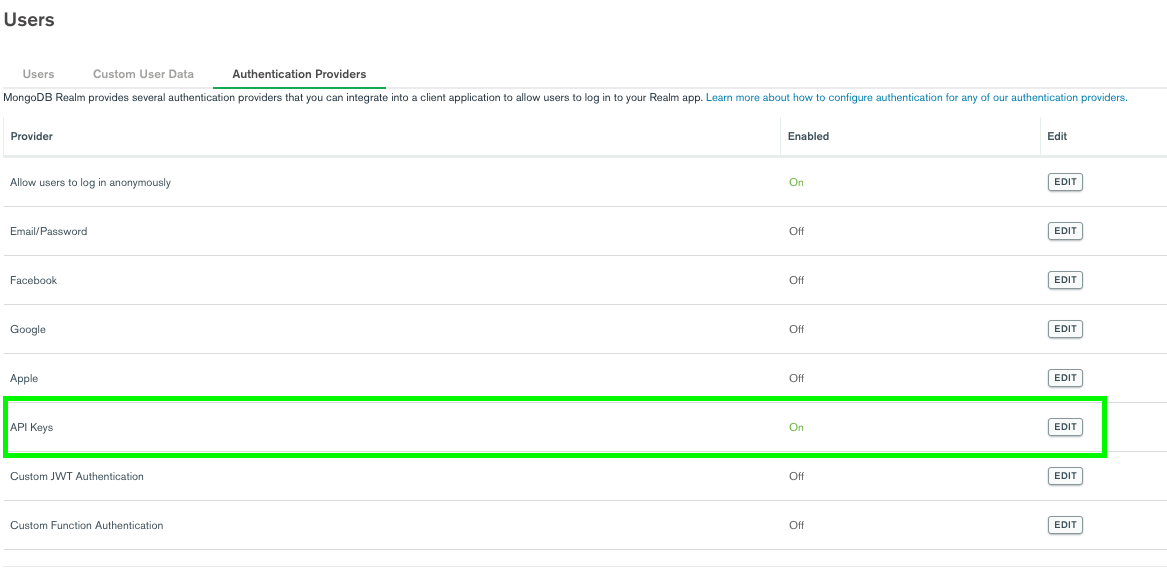 Users
Users Custom User Data Authentication Providers
MongoDB Realm provides several authentication providers that you can integrate into a client application to allow users to log in to your Realm app. Learn more about how to configure authentication for any of our authentication providers.
Provider Enabled Edit
Allow users to log in anonymously On EDIT
Email/Password Off EDIT
Facebook Off EDIT
Google Off EDIT
Apple Off EDIT
API Keys On EDIT
Custom JWT Authentication Off EDIT
Custom Function Authentication Off EDIT